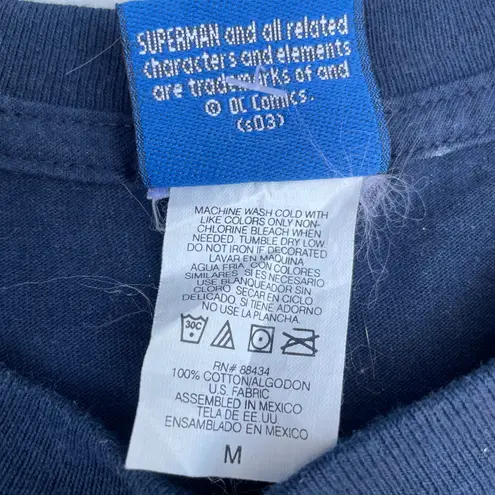 SUPERMAN and all related
characters and elements
are trademarks of and
© DC Comics.
(s03)
MACHINE WASH COLD WITH
LIKE COLORS ONLY NON-
CHLORINE BLEACH WHEN
NEEDED. TUMBLE DRY LOW
DO NOT IRON IF DECORATED
LAVAR EN MAQUINA
AGUA FRIA CON COLORES
SIMILARES SI ES NECESARIO
USE BLANQUEADOR SIN
CLORO. SECAR EN CICLO
DELICADO. SI TIENE ADORNO
NO USE LA PLANCHA.
30C
RN# 88434
100% COTTON/ALGODON
U.S. FABRIC
ASSEMBLED IN MEXICO
TELA DE EE.UU.
ENSAMBLADO EN MEXICO
M